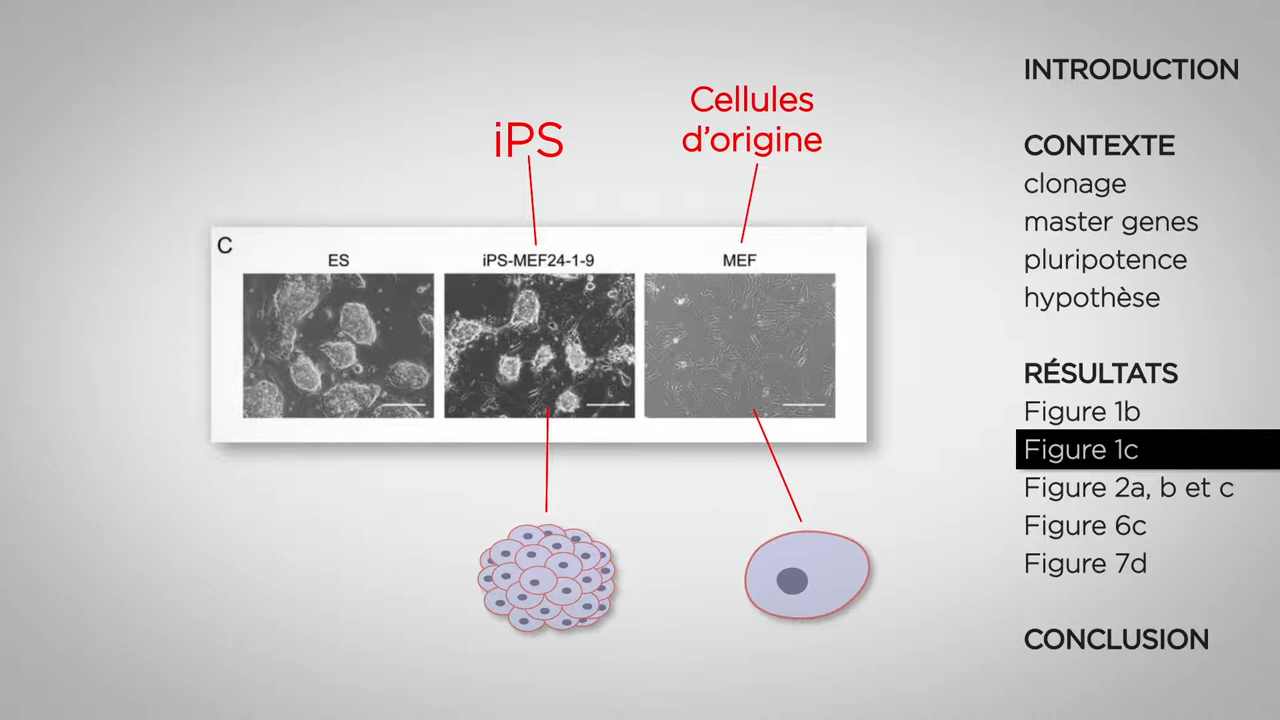 iPS
Cellules
d’origine
C
ES
iPS-MEF24-1-9
MEF
INTRODUCTION
CONTEXTE
clonage
master genes
pluripotence
hypothèse
RÉSULTATS
Figure 1b
Figure 1c
Figure 2a, b et c
Figure 6c
Figure 7d
CONCLUSION